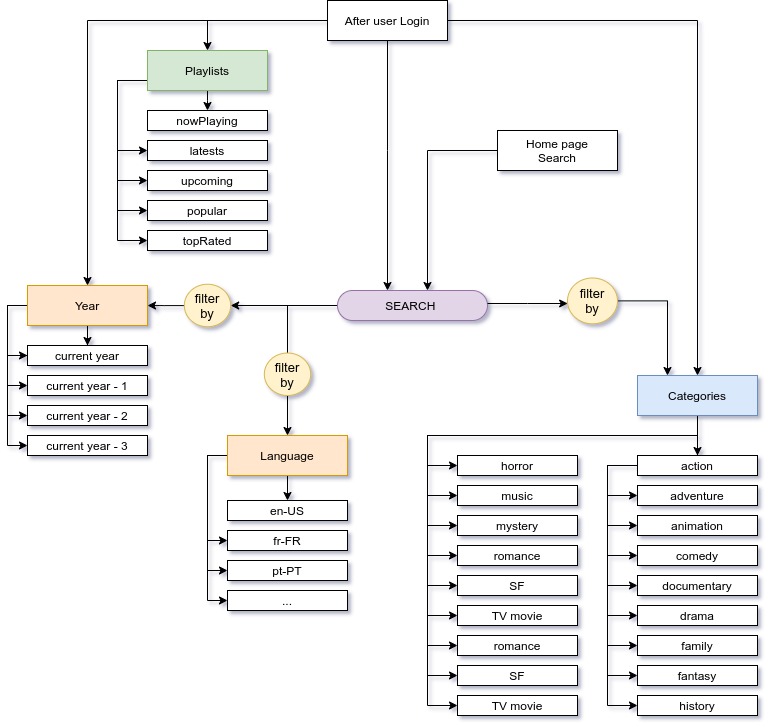 After user Login
Playlists
nowPlaying
latests
upcoming
popular
topRated
Home page
Search
Year
filter
by
SEARCH
filter
by
current year
current year - 1
current year - 2
current year - 3
filter
by
Language
en-US
fr-FR
pt-PT
...
Categories
horror
music
mystery
romance
SF
TV movie
romance
SF
TV movie
action
adventure
animation
comedy
documentary
drama
family
fantasy
history